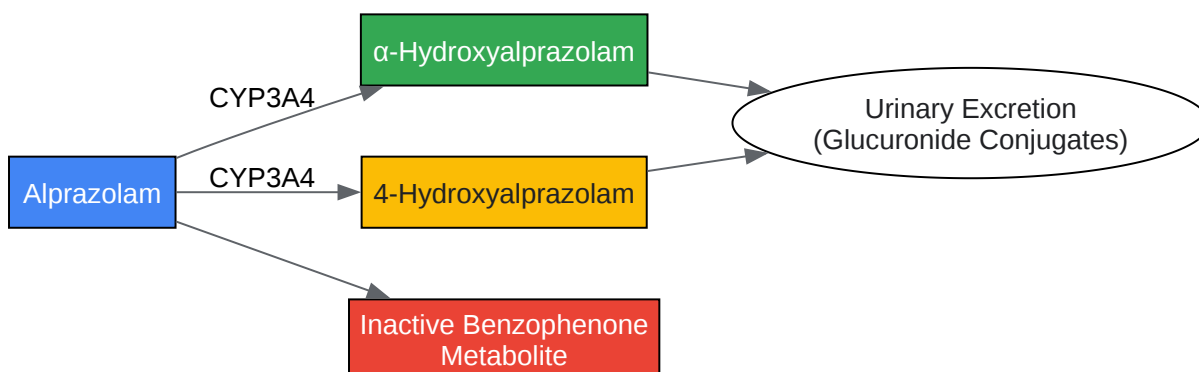 α-Hydroxyalprazolam
CYP3A4
Urinary Excretion
(Glucuronide Conjugates)
CYP3A4
Alprazolam
4-Hydroxyalprazolam
Inactive Benzophenone
Metabolite